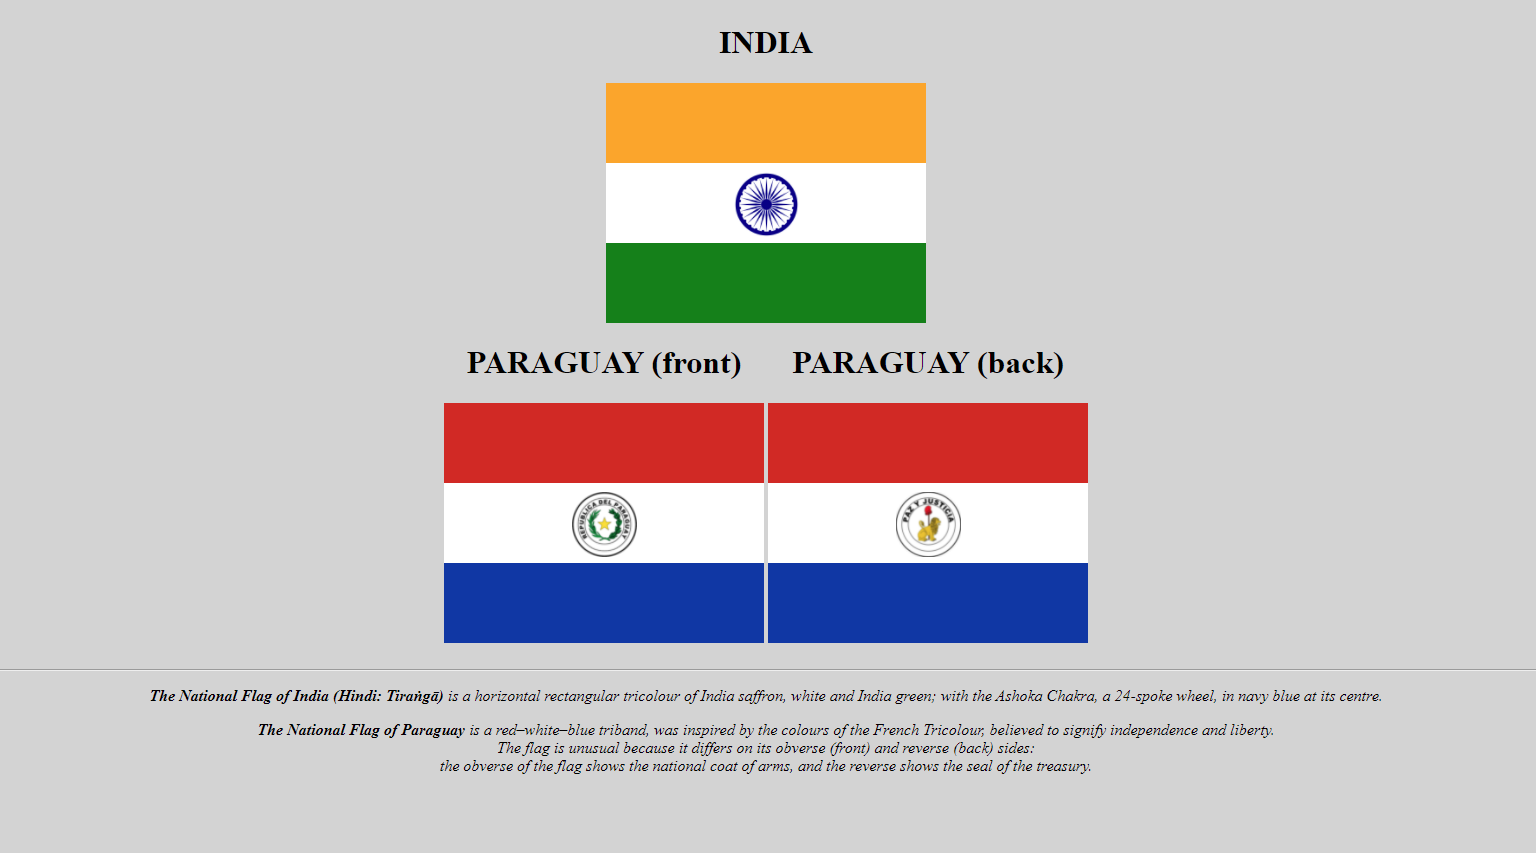 INDIA
PARAGUAY (front) PARAGUAY (back)
REPUBLICA DEL PARAGUAY
PAZ Y JUSTICIA
The National Flag of India (Hindi: Tiraṅgā) is a horizontal rectangular tricolour of India saffron, white and India green; with the Ashoka Chakra, a 24-spoke wheel, in navy blue at its centre.
The National Flag of Paraguay is a red–white–blue triband, was inspired by the colours of the French Tricolour, believed to signify independence and liberty.
The flag is unusual because it differs on its obverse (front) and reverse (back) sides:
the obverse of the flag shows the national coat of arms, and the reverse shows the seal of the treasury.